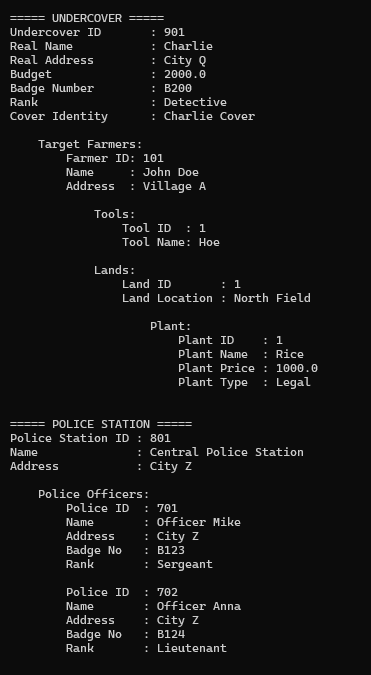 ===== UNDERCOVER =====
Undercover ID       : 901
Real Name           : Charlie
Real Address        : City Q
Budget              : 2000.0
Badge Number        : B200
Rank                : Detective
Cover Identity      : Charlie Cover

    Target Farmers:
        Farmer ID: 101
        Name     : John Doe
        Address  : Village A

            Tools:
                Tool ID  : 1
                Tool Name: Hoe

            Lands:
                Land ID       : 1
                Land Location : North Field

                    Plant:
                        Plant ID    : 1
                        Plant Name  : Rice
                        Plant Price : 1000.0
                        Plant Type  : Legal


===== POLICE STATION =====
Police Station ID : 801
Name              : Central Police Station
Address           : City Z

    Police Officers:
        Police ID  : 701
        Name       : Officer Mike
        Address    : City Z
        Badge No   : B123
        Rank       : Sergeant

        Police ID  : 702
        Name       : Officer Anna
        Address    : City Z
        Badge No   : B124
        Rank       : Lieutenant